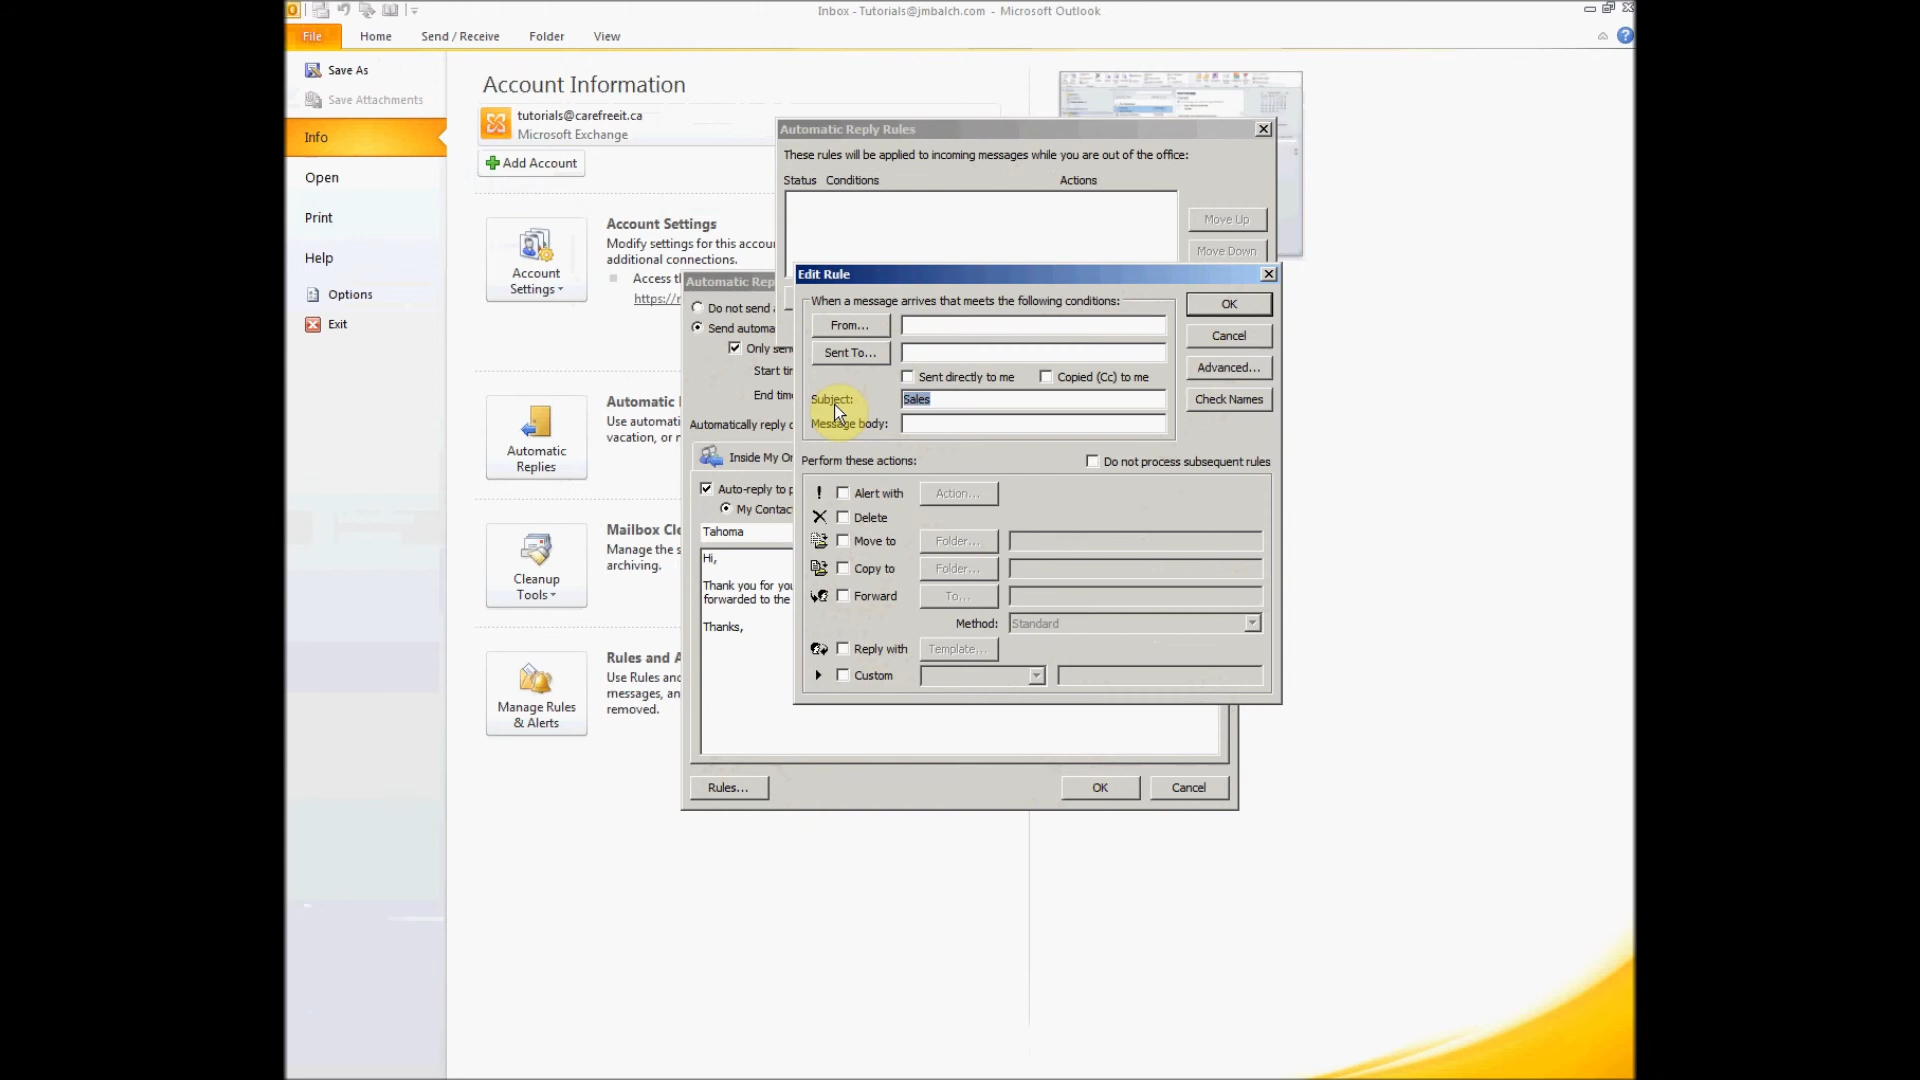 Inbox - Tutorials@jmbalch.com - Microsoft Outlook
File Home Send / Receive Folder View
Save As
Save Attachments
Info
Open
Print
Help
Options
Exit
Account Information
tutorials@carefreeit.ca
Microsoft Exchange
Add Account
Account Settings
Account Settings
Modify settings for this accou
additional connections.
Access th
https://
Automatic Replies
Automatic R
Use automa
vacation, or n
Cleanup Tools
Mailbox Cle
Manage the s
archiving.
Manage Rules & Alerts
Rules and A
Use Rules and
messages, an
removed.
Automatic Rep
Do not send a
Send automa
Only sen
Start tin
End time
Automatically reply o
Inside My Or
Auto-reply to p
My Contac
Tahoma
Hi,
Thank you for you
forwarded to the
Thanks,
Rules...
OK
Cancel
Automatic Reply Rules
These rules will be applied to incoming messages while you are out of the office:
Status Conditions Actions
Move Up
Move Down
Edit Rule
When a message arrives that meets the following conditions:
From...
Sent To...
Sent directly to me Copied (Cc) to me
Subject: Sales
Message body:
OK
Cancel
Advanced...
Check Names
Perform these actions: Do not process subsequent rules
Alert with Action...
Delete
Move to Folder...
Copy to Folder...
Forward To...
Method: Standard
Reply with Template...
Custom